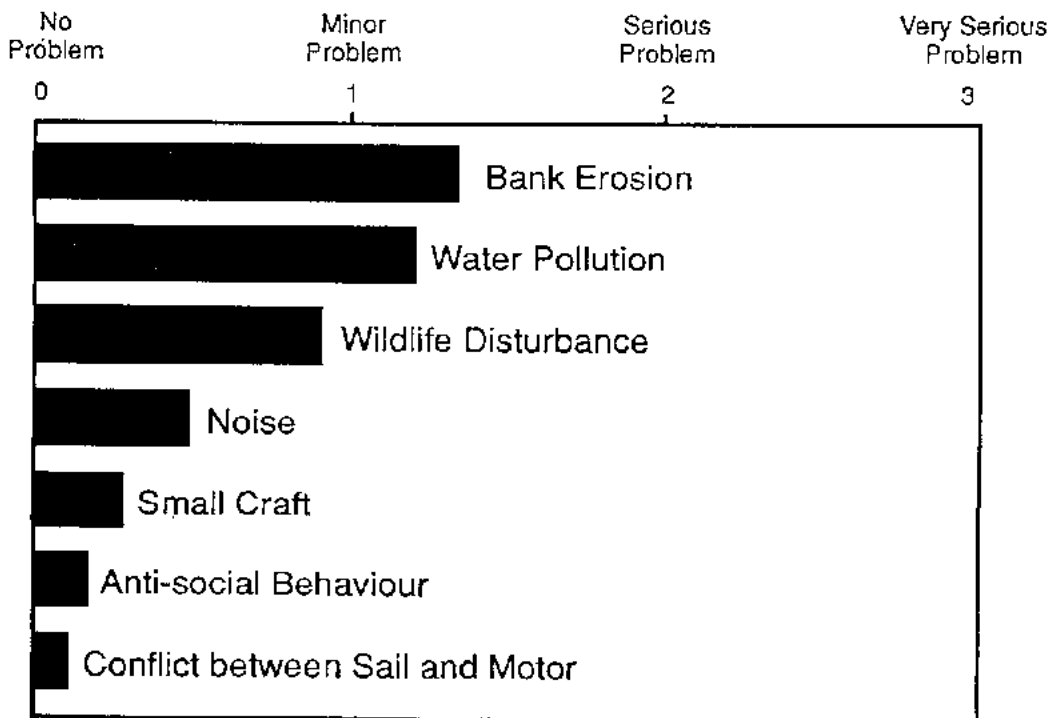 No Problem
Minor Problem
Serious Problem
Very Serious Problem
0 1 2 3
Bank Erosion
Water Pollution
Wildlife Disturbance
Noise
Small Craft
Anti-social Behaviour
Conflict between Sail and Motor